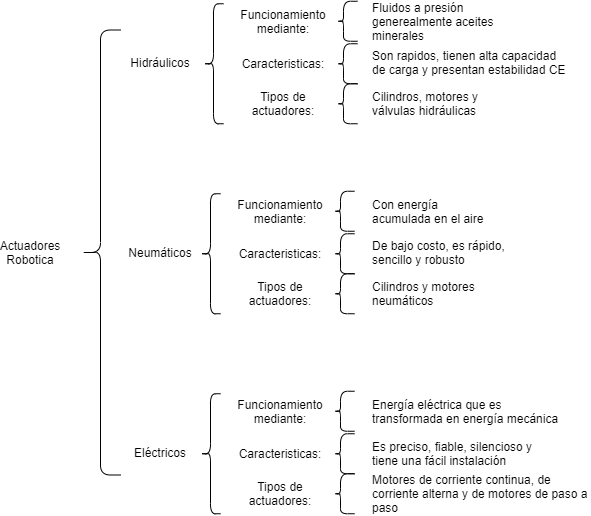 Actuadores
Robotica
Hidráulicos
Funcionamiento
mediante:
Fluidos a presión
generealmente aceites
minerales
Caracteristicas:
Son rapidos, tienen alta capacidad
de carga y presentan estabilidad CE
Tipos de
actuadores:
Cilindros, motores y
válvulas hidráulicas
Neumáticos
Funcionamiento
mediante:
Con energía
acumulada en el aire
Caracteristicas:
De bajo costo, es rápido,
sencillo y robusto
Tipos de
actuadores:
Cilindros y motores
neumáticos
Eléctricos
Funcionamiento
mediante:
Energía eléctrica que es
transformada en energía mecánica
Caracteristicas:
Es preciso, fiable, silencioso y
tiene una fácil instalación
Tipos de
actuadores:
Motores de corriente continua, de
corriente alterna y de motores de paso a
paso